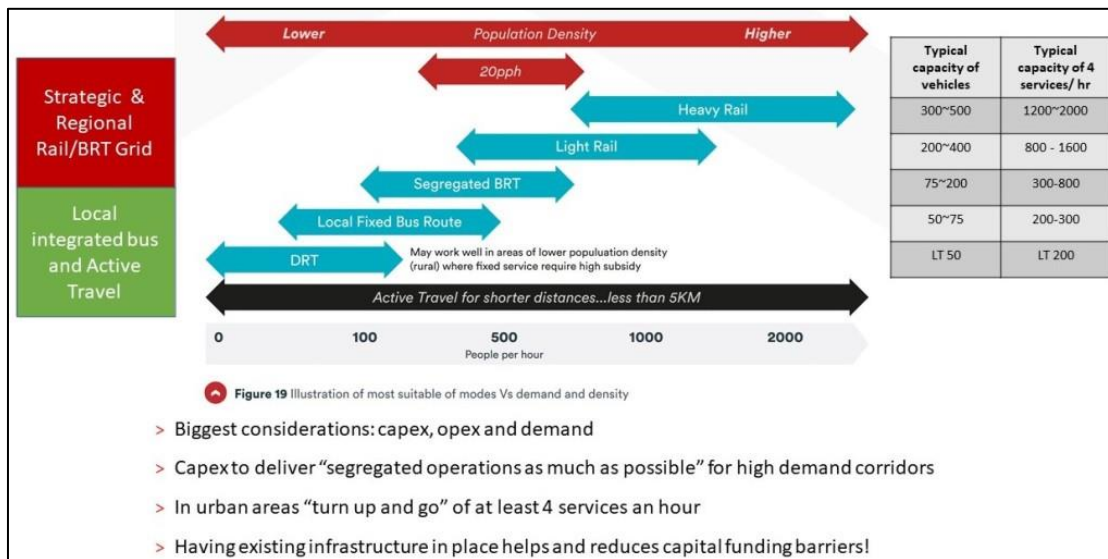 Lower Population Density Higher
20pph
Heavy Rail
Light Rail
Segregated BRT
Local Fixed Bus Route
DRT
May work well in areas of lower populuation density
(rural) where fixed service require high subsidy
Active Travel for shorter distances...less than 5KM
0 100 500 1000 2000
People per hour
Strategic &
Regional
Rail/BRT Grid
Local
integrated bus
and Active
Travel
Typical
capacity of
vehicles
Typical
capacity of 4
services/ hr
300~500 1200~2000
200~400 800 - 1600
75~200 300-800
50~75 200-300
LT 50 LT 200
Figure 19 Illustration of most suitable of modes Vs demand and density
> Biggest considerations: capex, opex and demand
> Capex to deliver “segregated operations as much as possible” for high demand corridors
> In urban areas “turn up and go” of at least 4 services an hour
> Having existing infrastructure in place helps and reduces capital funding barriers!